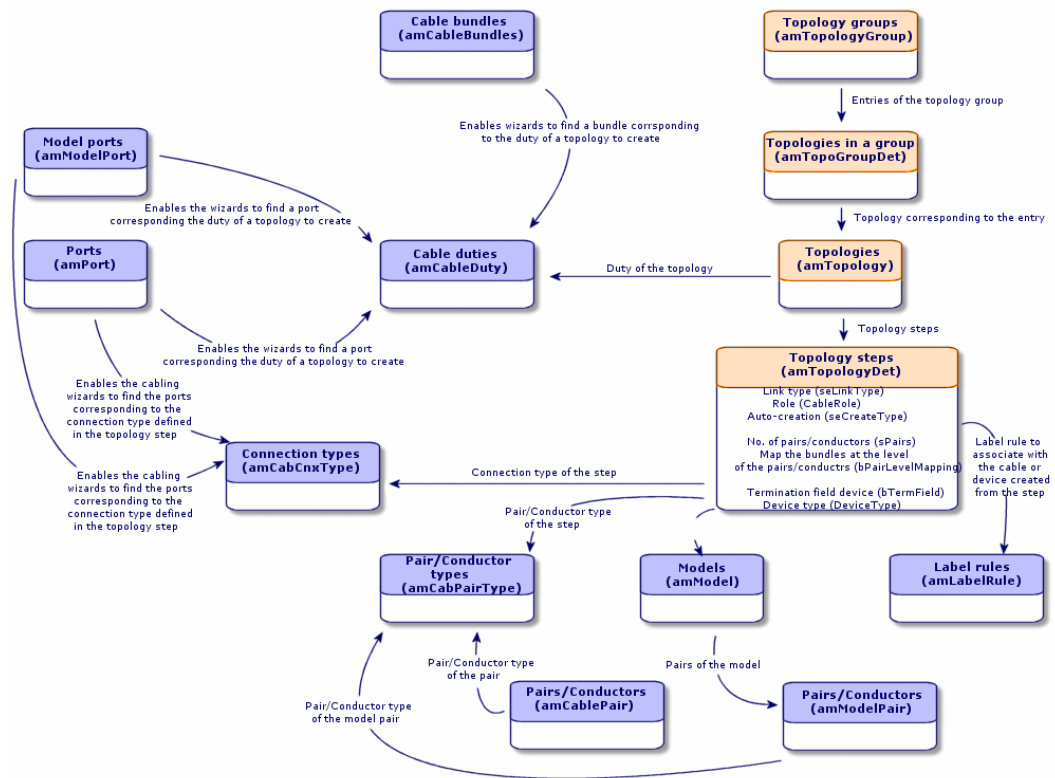 Cable bundles
(amCableBundles)
Topology groups
(amTopologyGroup)
Entries of the topology group
Enables wizards to find a bundle corrsponding
to the duty of a topology to create
Model ports
(amModelPort)
Topologies in a group
(amTopoGroupDet)
Enables the wizards to find a port
corresponding the duty of a topology to create
Topology corresponding to the entry
Ports
(amPort)
Cable duties
(amCableDuty)
Duty of the topology
Topologies
(amTopology)
Topology steps
Enables the wizards to find a port
corresponding the duty of a topology to create
Topology steps
(amTopologyDet)
Link type (seLinkType)
Role (CableRole)
Auto-creation (seCreateType)
No. of pairs/conductors (sPairs)
Map the bundles at the level
of the pairs/conductrs (bPairLevelMapping)
Termination field device (bTermField)
Device type (DeviceType)
Enables the cabling
wizards to find the ports
corresponding to the
connection type defined
in the topology step
Label rule to
associate with
the cable or
device created
from the step
Connection types
(amCabCnxType)
Connection type of the step
Enables the cabling
wizards to find the ports
corresponding to the
connection type defined
in the topology step
Pair/Conductor type
of the step
Pair/Conductor
types
(amCabPairType)
Models
(amModel)
Label rules
(amLabelRule)
Pair/Conductor type
of the pair
Pairs of the model
Pair/Conductor type
of the model pair
Pairs/Conductors
(amCablePair)
Pairs/Conductors
(amModelPair)